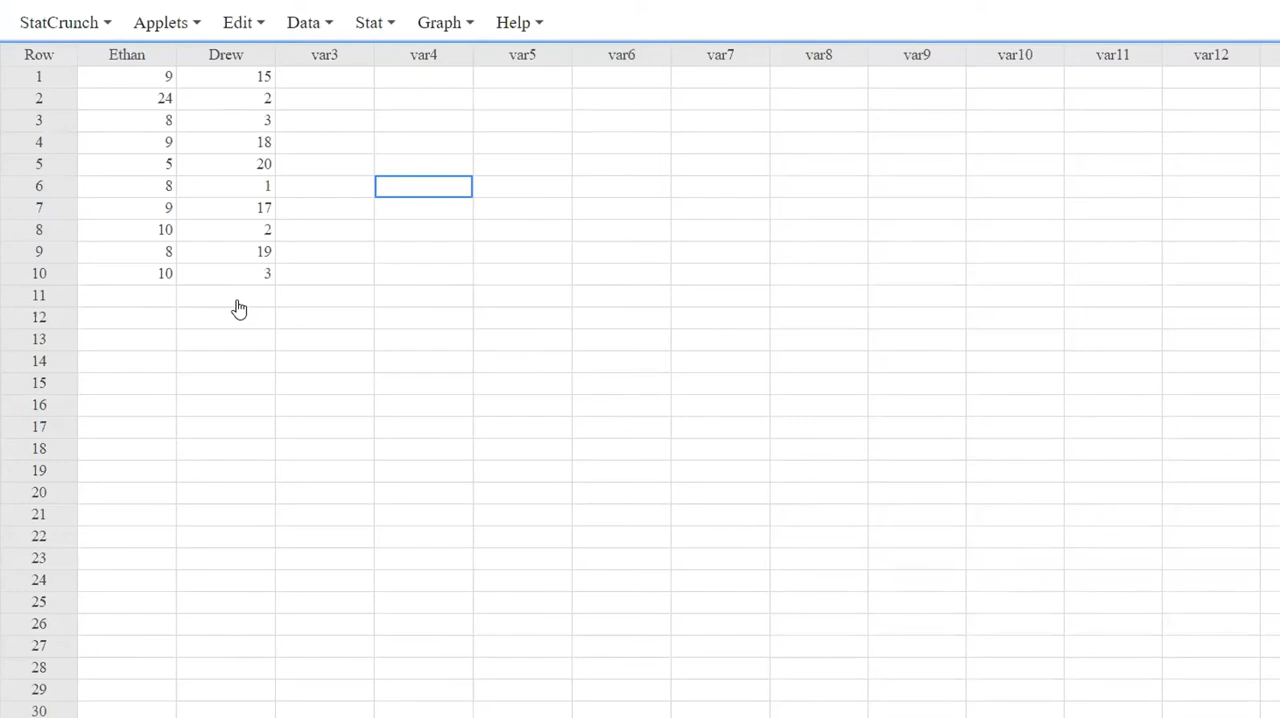 StatCrunch Applets Edit Data Stat Graph Help
Row Ethan Drew var3 var4 var5 var6 var7 var8 var9 var10 var11 var12
1 9 15
2 24 2
3 8 3
4 9 18
5 5 20
6 8 1
7 9 17
8 10 2
9 8 19
10 10 3
11
12
13
14
15
16
17
18
19
20
21
22
23
24
25
26
27
28
29
30